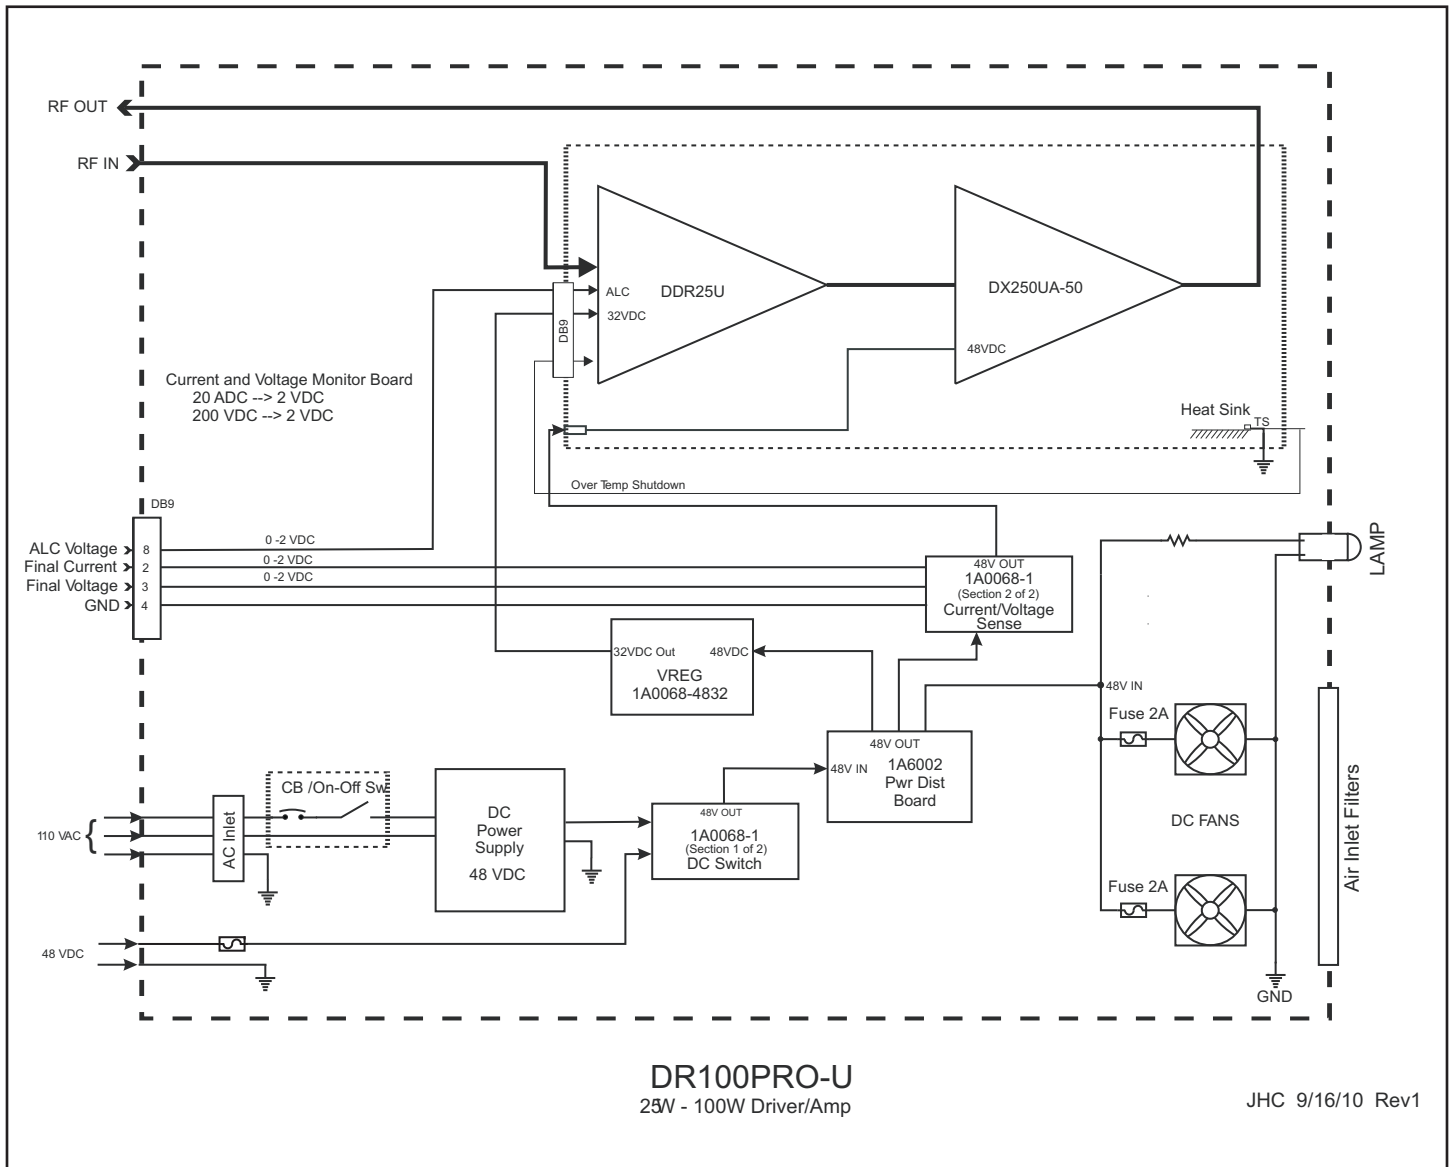 RF OUT
RF IN
ALC
32VDC
DB9
DDR25U
DX250UA-50
48VDC
Current and Voltage Monitor Board
20 ADC --> 2 VDC
200 VDC --> 2 VDC
Heat Sink
TS
Over Temp Shutdown
DB9
ALC Voltage
8
0 -2 VDC
Final Current
2
0 -2 VDC
Final Voltage
3
0 -2 VDC
GND
4
48V OUT
1A0068-1
(Section 2 of 2)
Current/Voltage
Sense
LAMP
32VDC Out
48VDC
VREG
1A0068-4832
48V IN
Fuse 2A
48V OUT
48V IN
1A6002
Pwr Dist
Board
CB /On-Off Sw
110 VAC
AC Inlet
DC
Power
Supply
48 VDC
48V OUT
1A0068-1
(Section 1 of 2)
DC Switch
DC FANS
Fuse 2A
Air Inlet Filters
48 VDC
GND
DR100PRO-U
25W - 100W Driver/Amp
JHC 9/16/10 Rev1